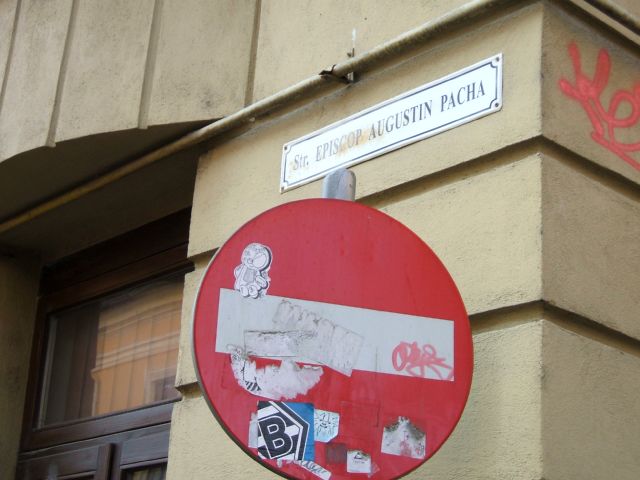 Str. EPISCOP AUGUSTIN PACHA
B